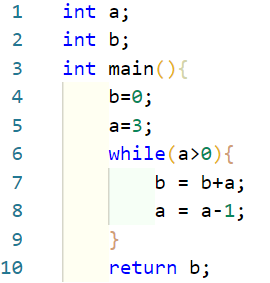 1 int a;
2 int b;
3 int main(){
4     b=0;
5     a=3;
6     while(a>0){
7         b = b+a;
8         a = a-1;
9     }
10     return b;